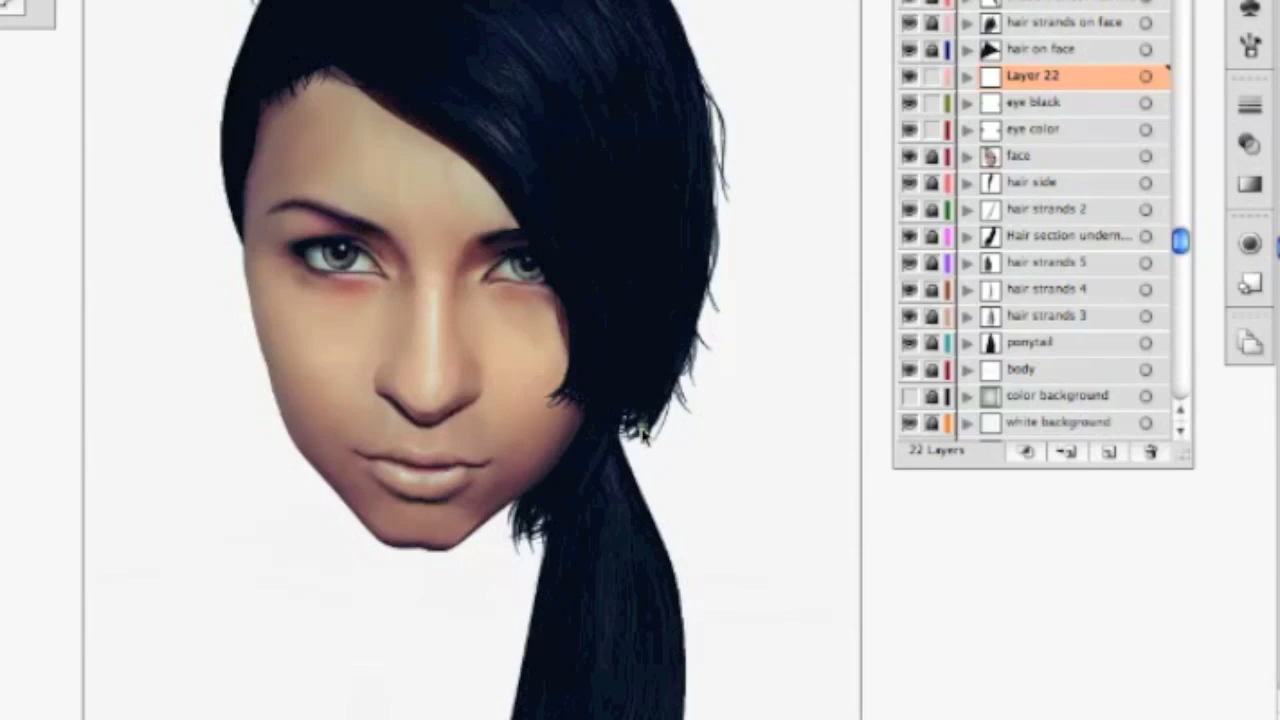 hair strands on face
hair on face
Layer 22
eye black
eye color
face
hair side
hair strands 2
Hair section undern...
hair strands 5
hair strands 4
hair strands 3
ponytail
body
color background
white background
22 Layers